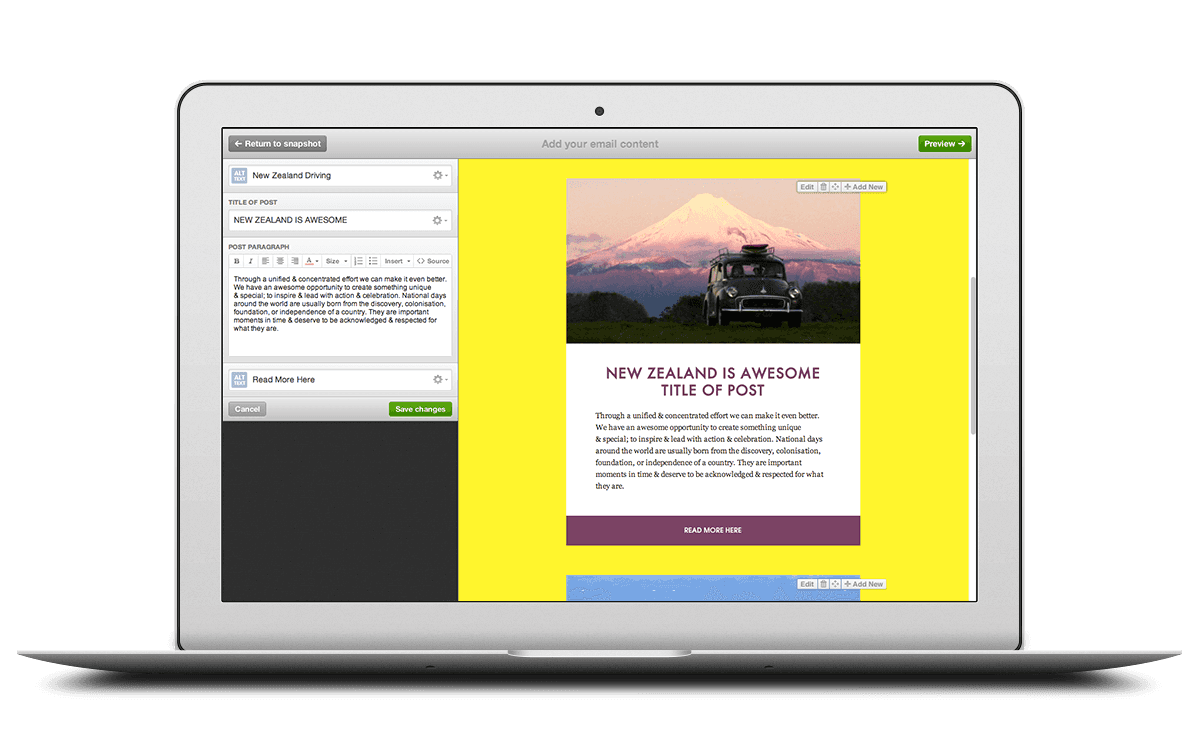 ← Return to snapshot
Add your email content
Preview →
ALT TEXT New Zealand Driving
TITLE OF POST
NEW ZEALAND IS AWESOME
POST PARAGRAPH
B I A Size Insert <> Source
Through a unified & concentrated effort we can make it even better.
We have an awesome opportunity to create something unique
& special; to inspire & lead with action & celebration. National days
around the world are usually born from the discovery, colonisation,
foundation, or independence of a country. They are important
moments in time & deserve to be acknowledged & respected for
what they are.
ALT TEXT Read More Here
Cancel
Save changes
Edit + Add New
NEW ZEALAND IS AWESOME
TITLE OF POST
Through a unified & concentrated effort we can make it even better.
We have an awesome opportunity to create something unique
& special; to inspire & lead with action & celebration. National days
around the world are usually born from the discovery, colonisation,
foundation, or independence of a country. They are important
moments in time & deserve to be acknowledged & respected for what
they are.
READ MORE HERE
Edit + Add New